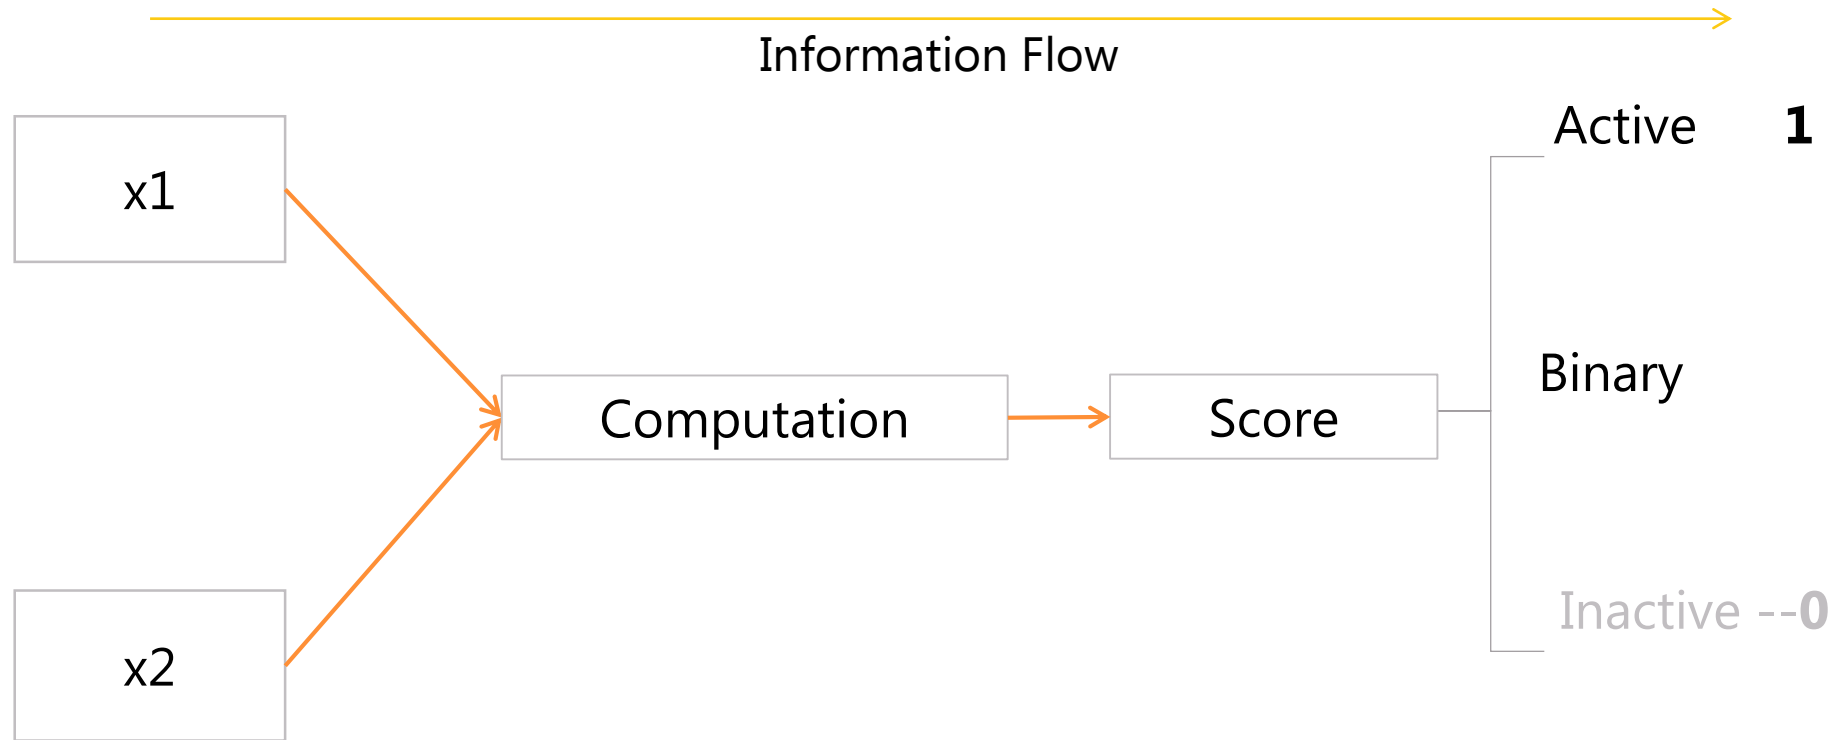 Information Flow
Active 1
x1
Binary
Computation
Score
Inactive --0
x2